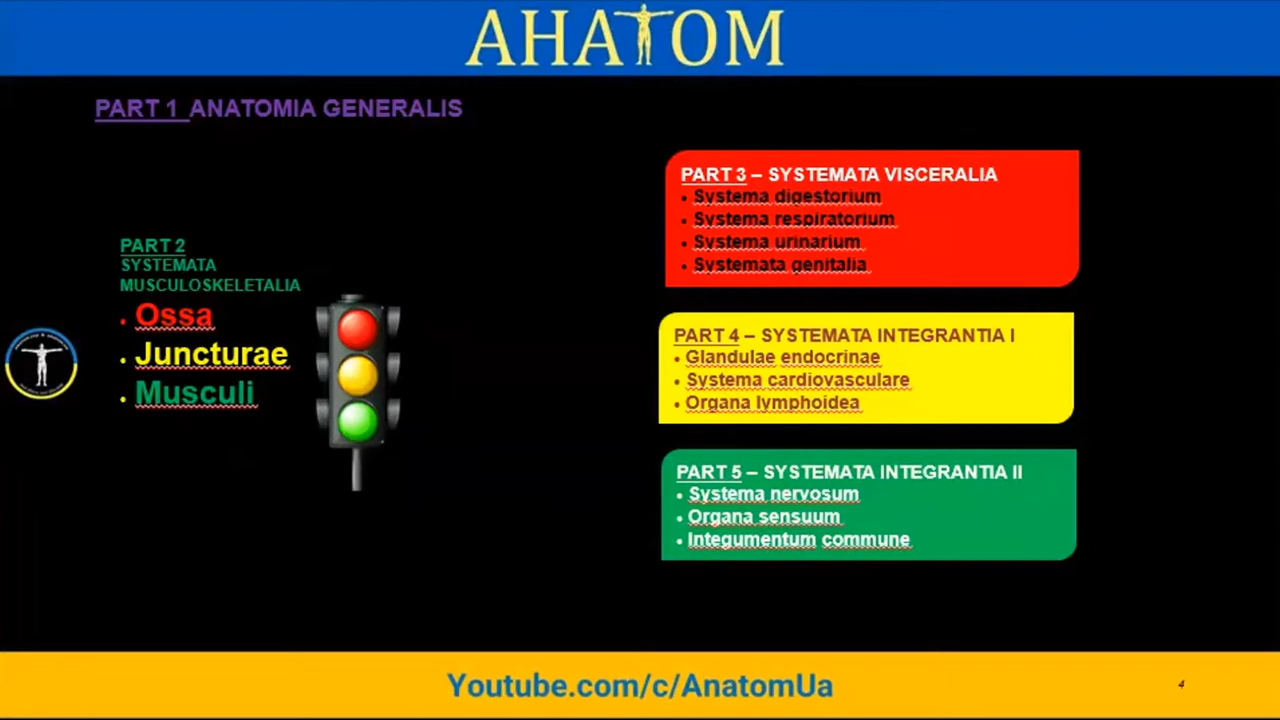 АНАТОМ
PART 1 ANATOMIA GENERALIS
PART 2
SYSTEMATA
MUSCULOSKELETALIA
• Ossa
• Juncturae
• Musculi
PART 3 – SYSTEMATA VISCERALIA
• Systema digestorium
• Systema respiratorium
• Systema urinarium
• Systemata genitalia
PART 4 – SYSTEMATA INTEGRANTIA I
• Glandulae endocrinae
• Systema cardiovasculare
• Organa lymphoidea
PART 5 – SYSTEMATA INTEGRANTIA II
• Systema nervosum
• Organa sensuum
• Integumentum commune
Youtube.com/c/AnatomUa
4